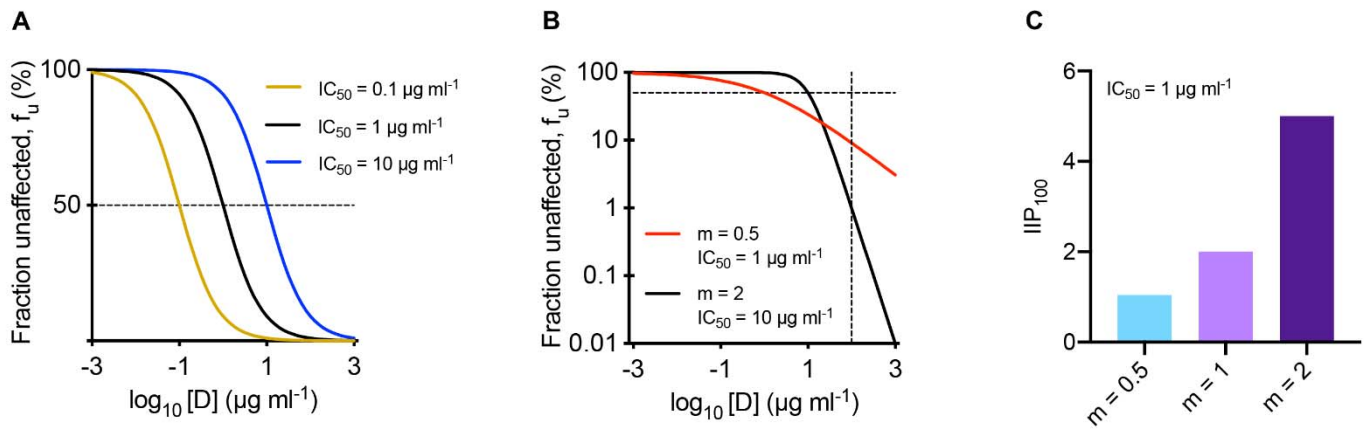 A
Fraction unaffected, fu (%)
100
50
IC50 = 0.1 µg ml-1
IC50 = 1 µg ml-1
IC50 = 10 µg ml-1
-3
-1
1
3
log10 [D] (µg ml-1)
B
Fraction unaffected, fu (%)
100
10
1
0.1
0.01
m = 0.5
IC50 = 1 µg ml-1
m = 2
IC50 = 10 µg ml-1
-3
-1
1
3
log10 [D] (µg ml-1)
C
IIP100
6
4
2
0
IC50 = 1 µg ml-1
m = 0.5
m = 1
m = 2